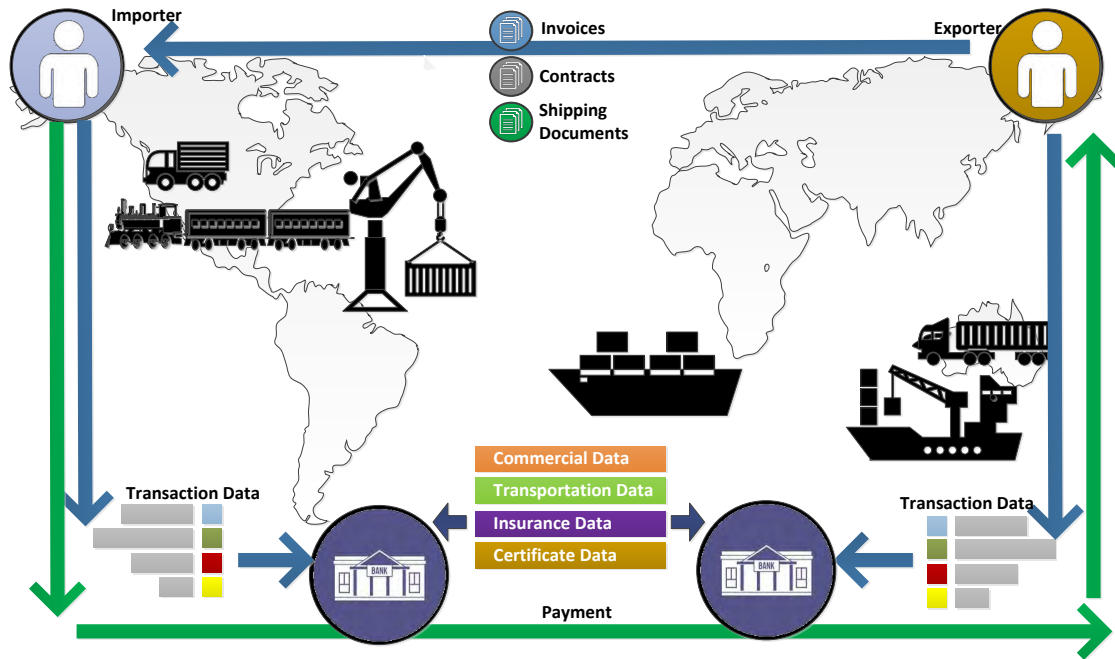 Importer
Exporter
Invoices
Contracts
Shipping
Documents
Commercial Data
Transportation Data
Insurance Data
Certificate Data
Transaction Data
Transaction Data
BANK
BANK
Payment